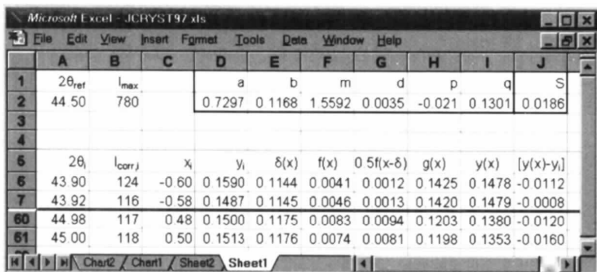 Microsoft Excel - JCRYST97.xls
File Edit View Insert Format Tools Data Window Help
A B C D E F G H I J
1 2θref Imax a b m d p q S
2 44 50 780 0 7297 0 1168 1 5592 0 0035 -0 021 0 1301 0 0186
3
4
5 2θi Icorr,i xi yi δ(x) f(x) 0 5f(x-δ) g(x) y(x) [y(x)-yi]
6 43 90 124 -0 60 0 1590 0 1144 0 0041 0 0012 0 1425 0 1478 -0 0112
7 43 92 116 -0 58 0 1487 0 1145 0 0046 0 0013 0 1420 0 1479 -0 0008
60 44 98 117 0 48 0 1500 0 1175 0 0083 0 0094 0 1203 0 1380 -0 0120
61 45 00 118 0 50 0 1513 0 1176 0 0074 0 0081 0 1198 0 1353 -0 0160
Chart2 Chart1 Sheet2 Sheet1